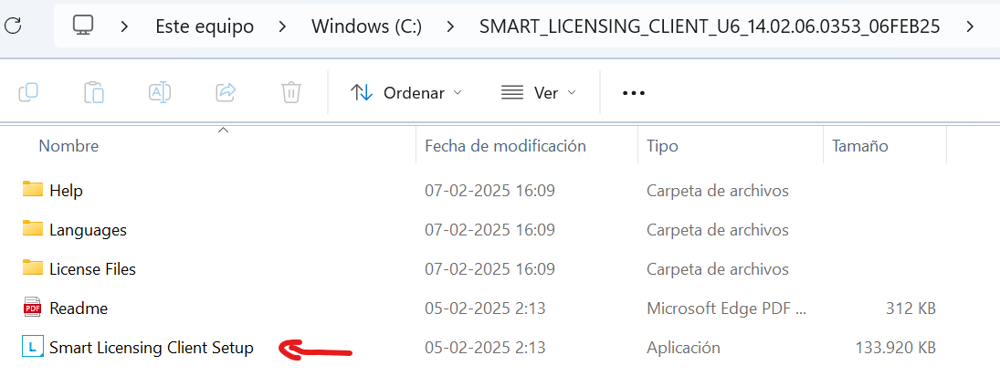 Este equipo > Windows (C:) > SMART_LICENSING_CLIENT_U6_14.02.06.0353_06FEB25 >
Ordenar Ver •••
Nombre Fecha de modificación Tipo Tamaño
Help 07-02-2025 16:09 Carpeta de archivos
Languages 07-02-2025 16:09 Carpeta de archivos
License Files 07-02-2025 16:09 Carpeta de archivos
PDF Readme 05-02-2025 2:13 Microsoft Edge PDF ... 312 KB
L Smart Licensing Client Setup 05-02-2025 2:13 Aplicación 133.920 KB